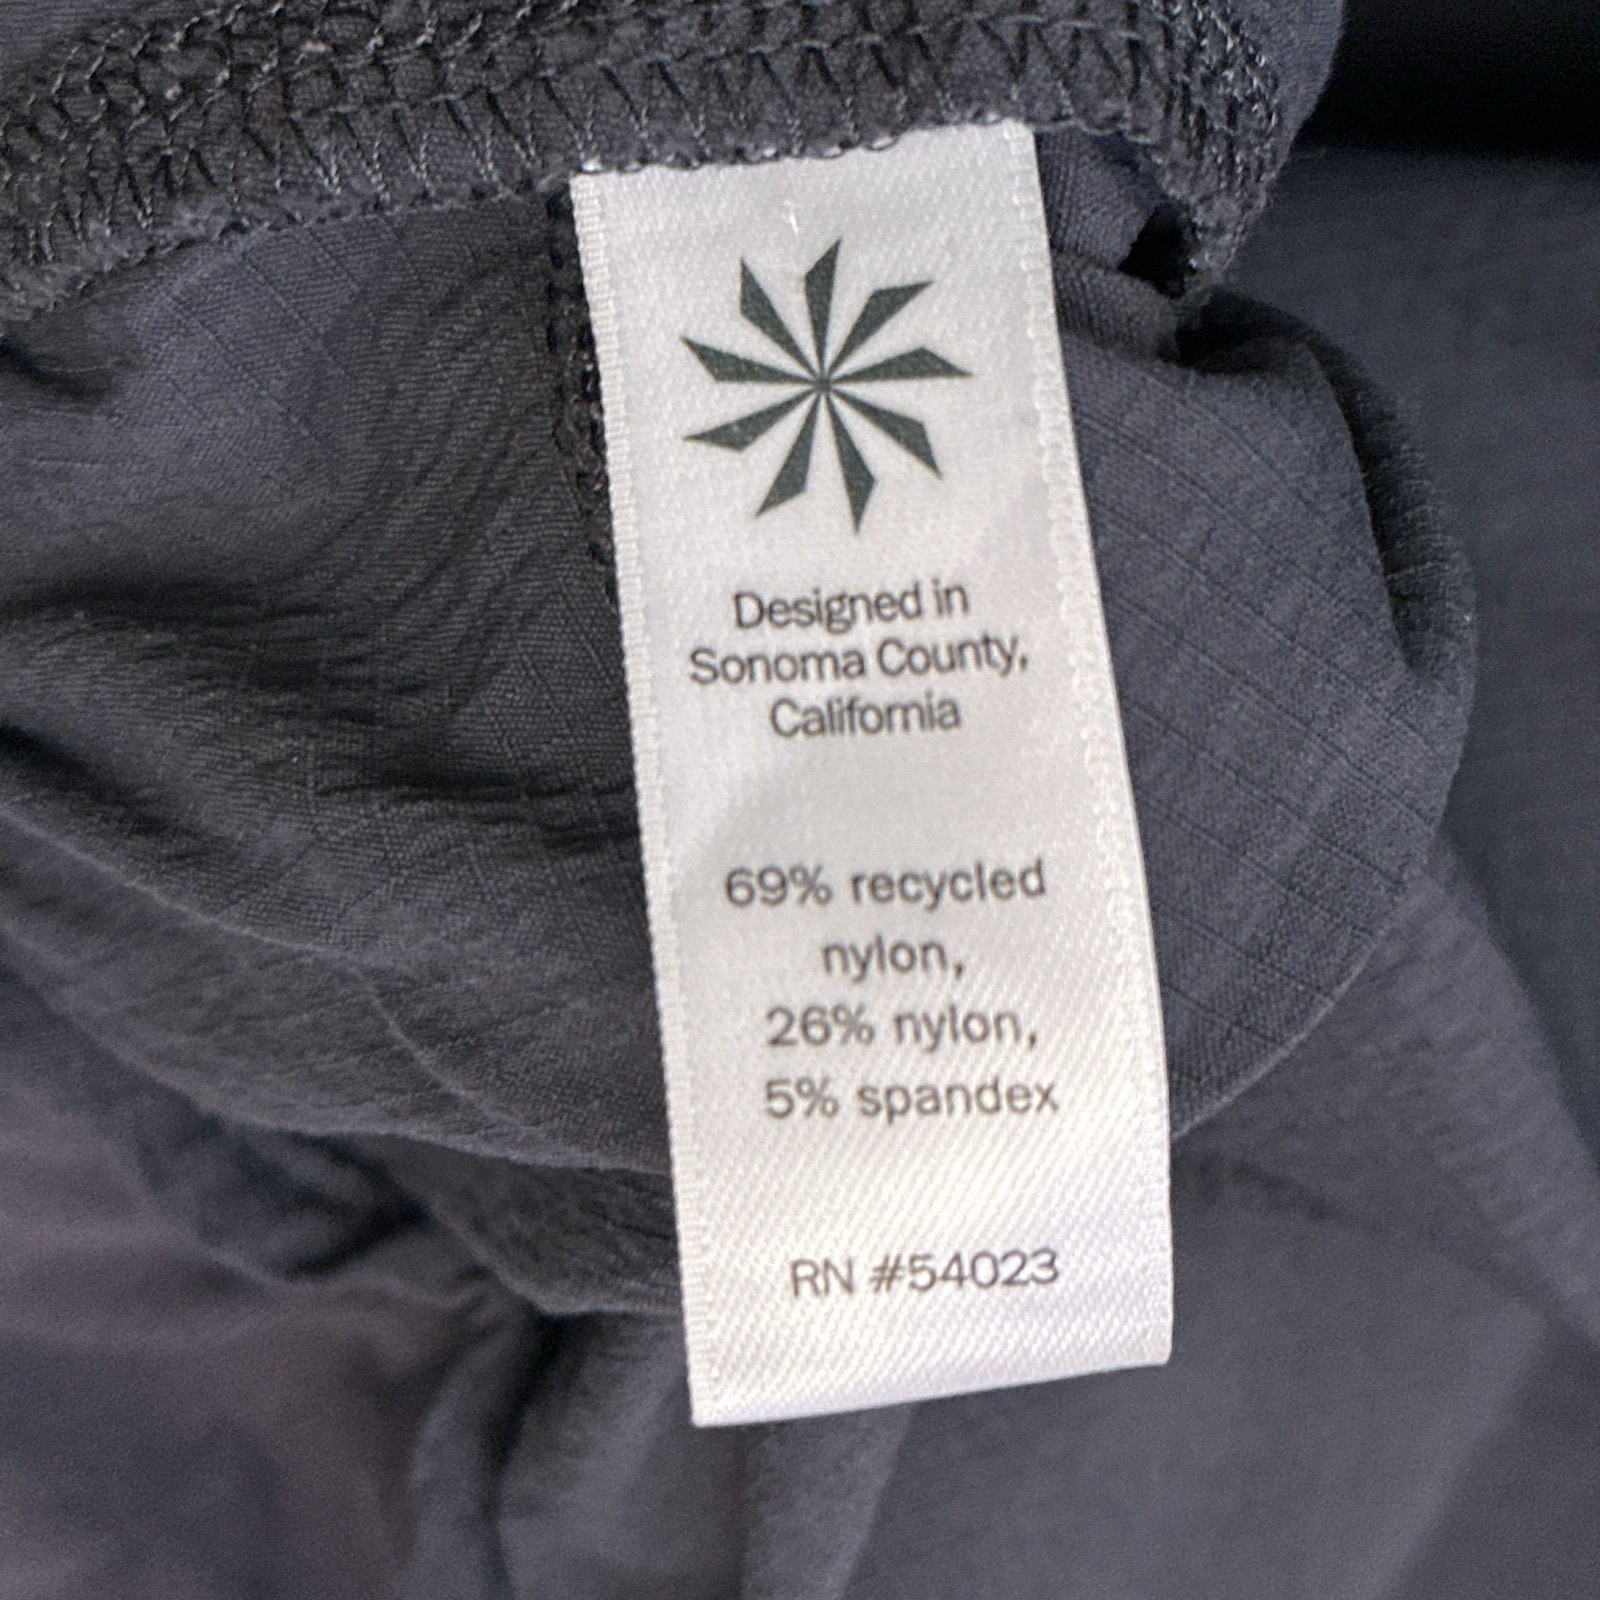 Designed in
Sonoma County,
California
69% recycled
nylon,
26% nylon,
5% spandex
RN #54023